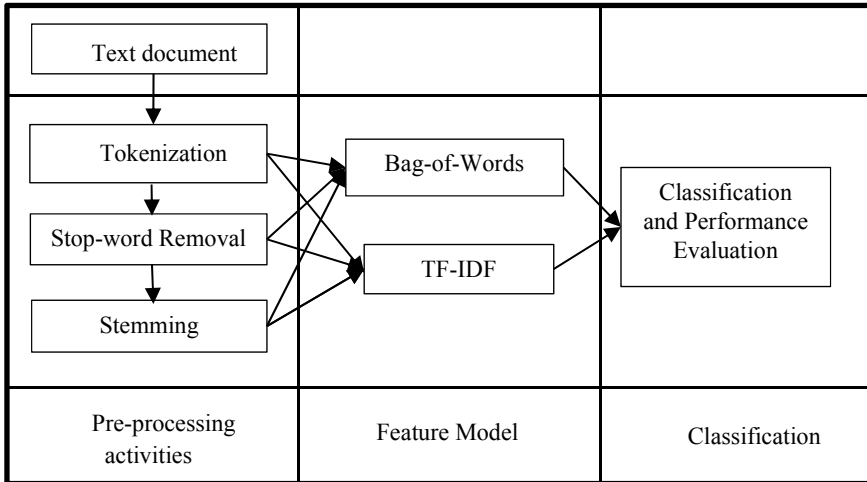 Text document
Tokenization
Stop-word Removal
Stemming
Bag-of-Words
TF-IDF
Classification
and Performance
Evaluation
Pre-processing
activities
Feature Model
Classification